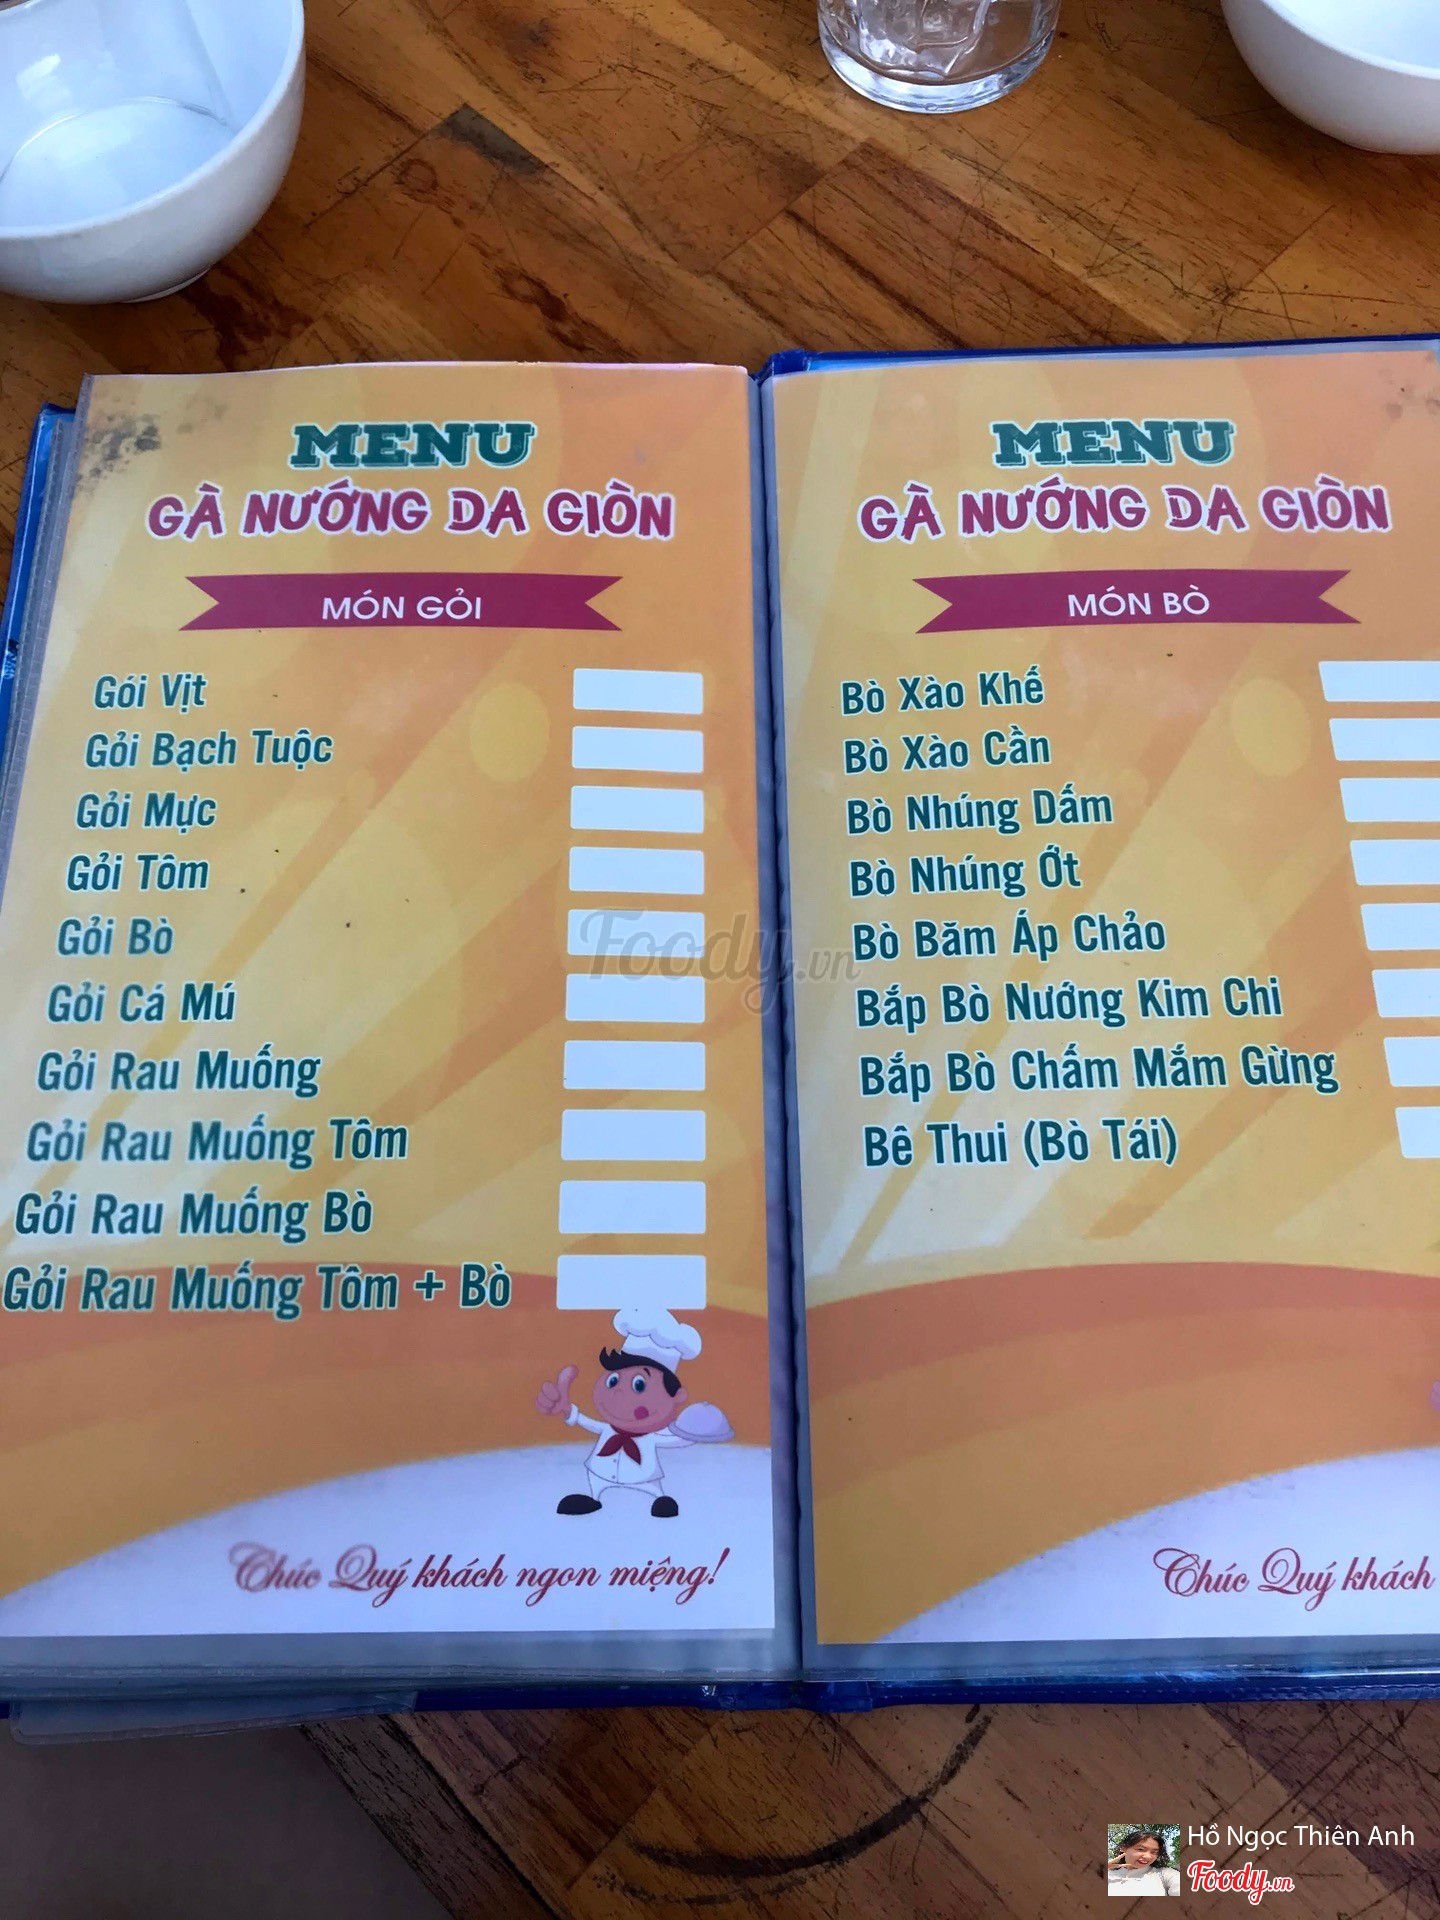 MENU
GÀ NƯỚNG DA GIÒN
MÓN GỎI
Gói Vịt
Gỏi Bạch Tuộc
Gỏi Mực
Gỏi Tôm
Gỏi Bò
Gỏi Cá Mú
Gỏi Rau Muống
Gỏi Rau Muống Tôm
Gỏi Rau Muống Bò
Gỏi Rau Muống Tôm + Bò
Chúc Quý khách ngon miệng!
MENU
GÀ NƯỚNG DA GIÒN
MÓN BÒ
Bò Xào Khế
Bò Xào Cần
Bò Nhúng Dấm
Bò Nhúng Ớt
Bò Băm Áp Chảo
Bắp Bò Nướng Kim Chi
Bắp Bò Chấm Mắm Gừng
Bê Thui (Bò Tái)
Chúc Quý khách
Foody.vn
Hồ Ngọc Thiên Anh
Foody.vn